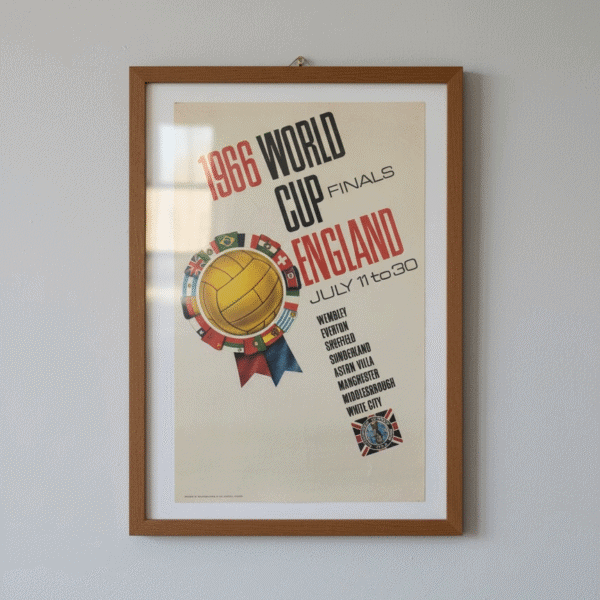 1966 WORLD
CUP FINALS
ENGLAND
JULY 11 to 30
WEMBLEY
EVERTON
SHEFFIELD
SUNDERLAND
ASTON VILLA
MANCHESTER
MIDDLESBROUGH
WHITE CITY